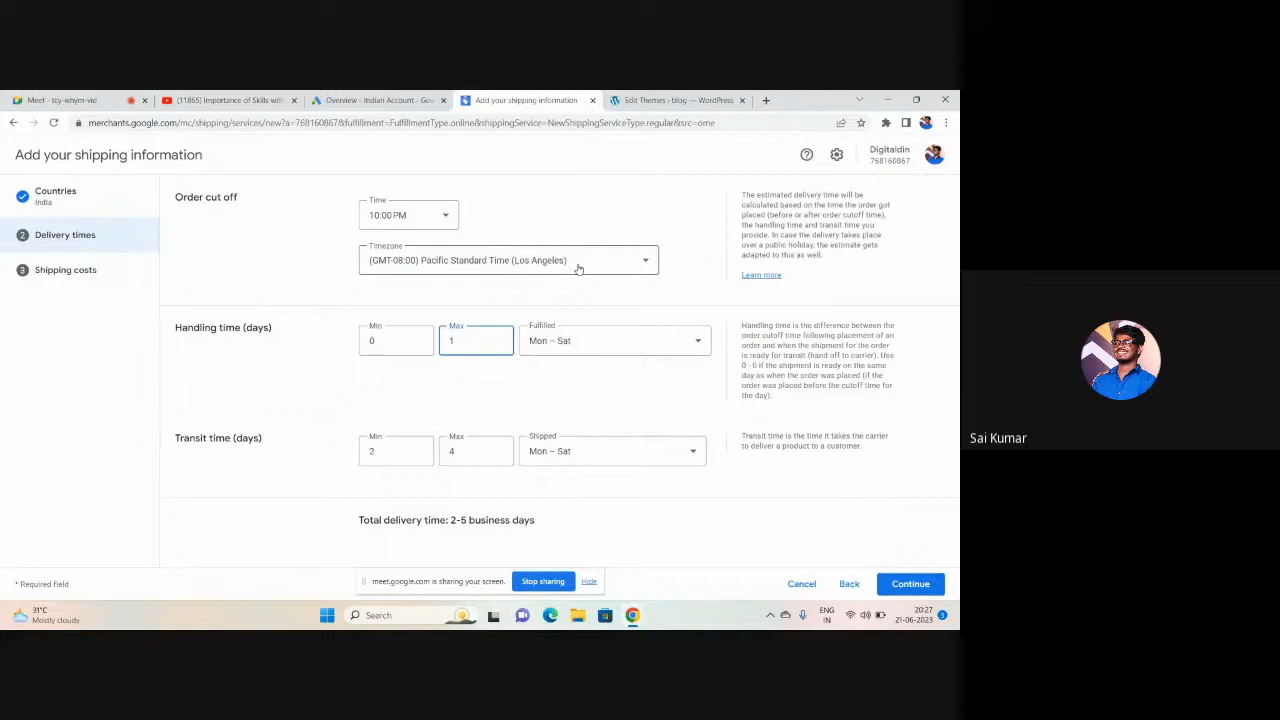 Meet - tcy-whym-vid
(11865) Importance of Skills with
Overview - Indian Account - Goo
Add your shipping information
Edit Themes ‹ blog — WordPress
merchants.google.com/mc/shipping/services/new?a=768160867&fulfillment=FulfillmentType.online&shippingService=NewShippingServiceType.regular&src=ome
Add your shipping information
Digitaldin
768160867
Countries
India
2 Delivery times
3 Shipping costs
Order cut off
Time
10:00 PM
Timezone
(GMT-08:00) Pacific Standard Time (Los Angeles)
The estimated delivery time will be
calculated based on the time the order got
placed (before or after order cutoff time),
the handling and transit time you
provide. In case the delivery takes place
over a public holiday, the estimate gets
adapted to this as well.
Learn more
Handling time (days)
Min
0
Max
1
Fulfilled
Mon – Sat
Handling time is the difference between the
order cutoff time following placement of an
order and when the shipment for the order
is ready for transit (hand off to carrier). Use
0 - 0 if the shipment is ready on the same
day as when the order was placed (if the
order was placed before the cutoff time for
the day).
Transit time (days)
Min
2
Max
4
Shipped
Mon – Sat
Transit time is the time it takes the carrier
to deliver a product to a customer.
Total delivery time: 2-5 business days
* Required field
meet.google.com is sharing your screen.
Stop sharing
Hide
Cancel
Back
Continue
31°C
Mostly cloudy
Search
ENG
IN
20:27
21-06-2023
3
Sai Kumar